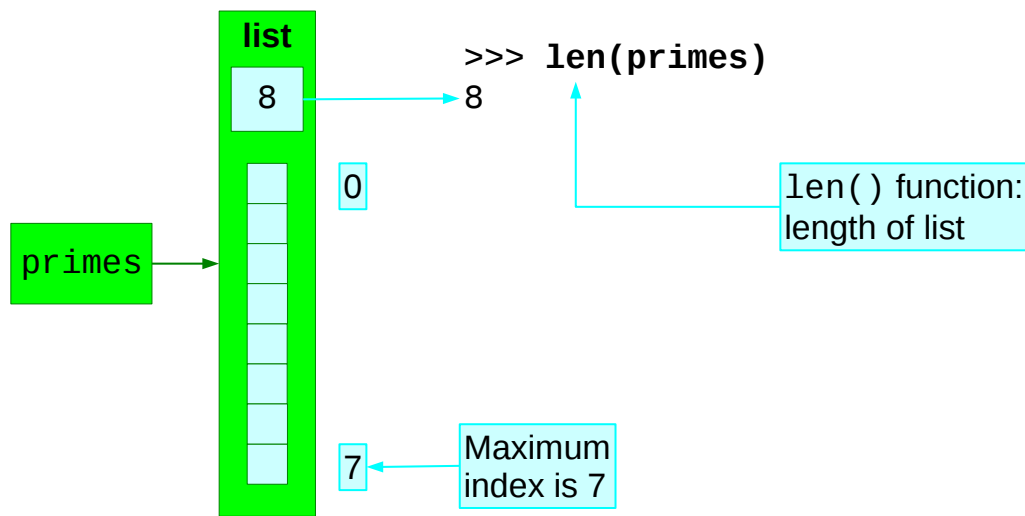 list
8
>>> len(primes)
8
0
len() function:
length of list
primes
7
Maximum
index is 7